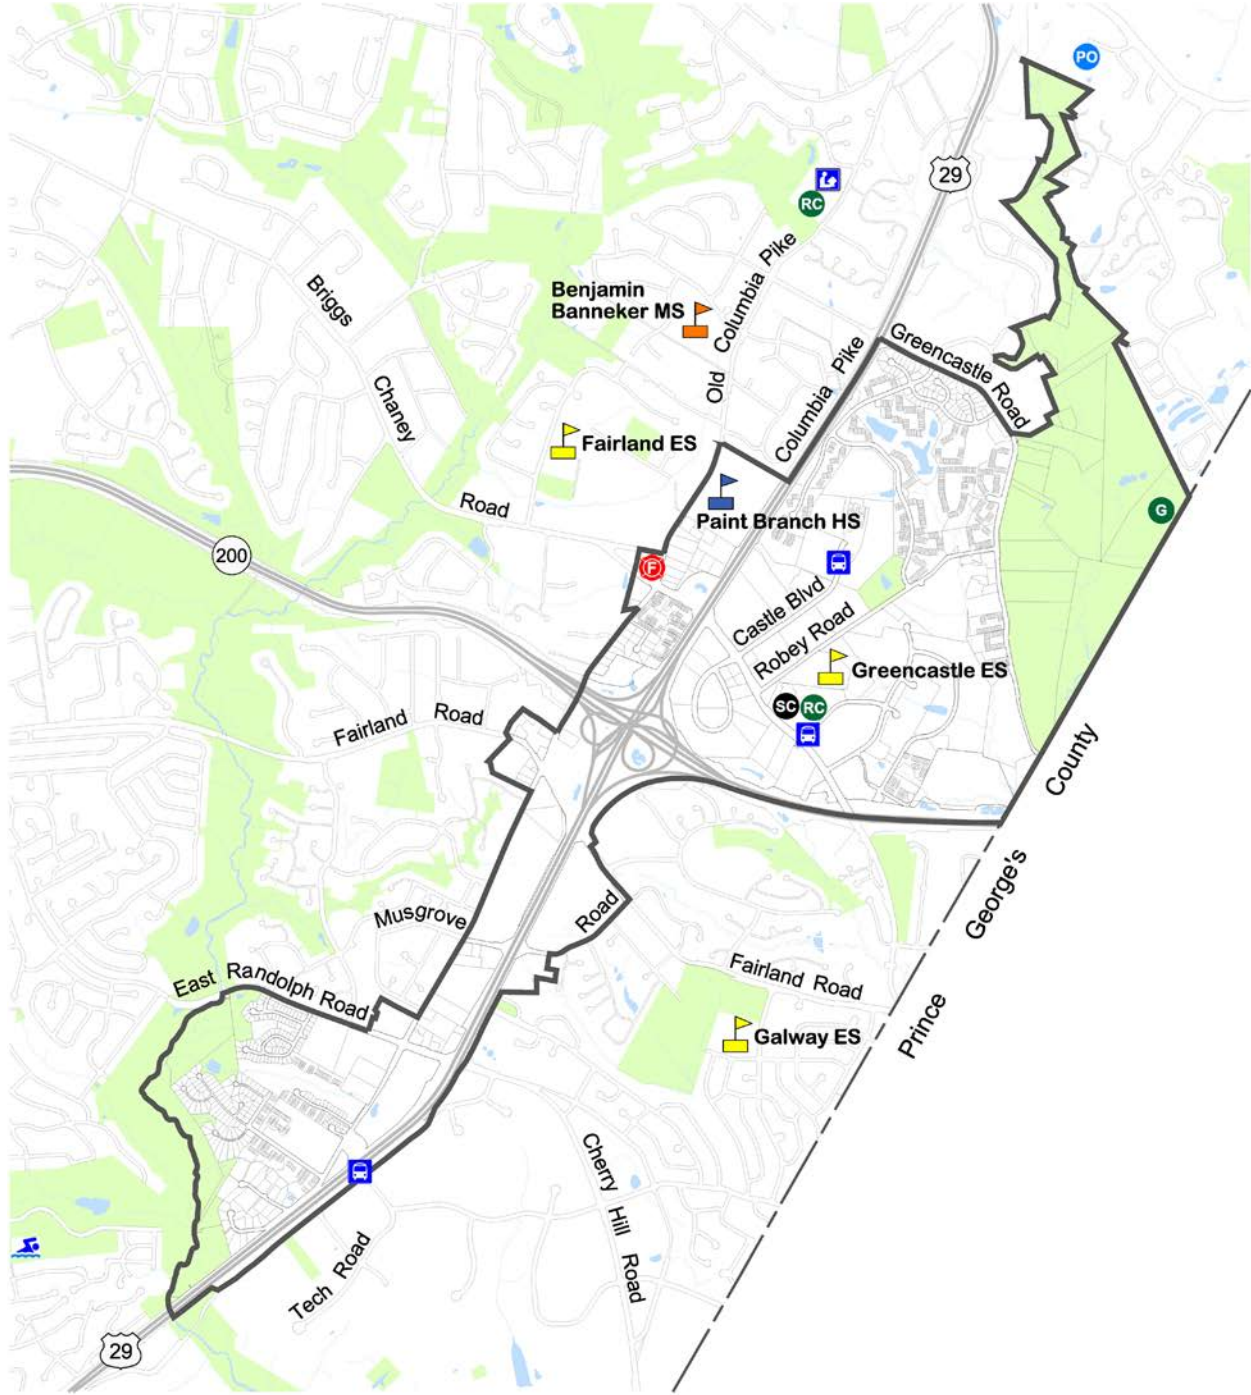 PO
29
RC
Old Columbia Pike
Benjamin
Banneker MS
Briggs
Chaney
Road
Columbia Pike
Greencastle Road
Fairland ES
Paint Branch HS
G
200
F
Castle Blvd
Robey Road
Greencastle ES
SC
RC
Fairland Road
County
George's
Prince
Musgrove
Road
East Randolph Road
Fairland Road
Galway ES
Cherry Hill Road
Tech Road
29